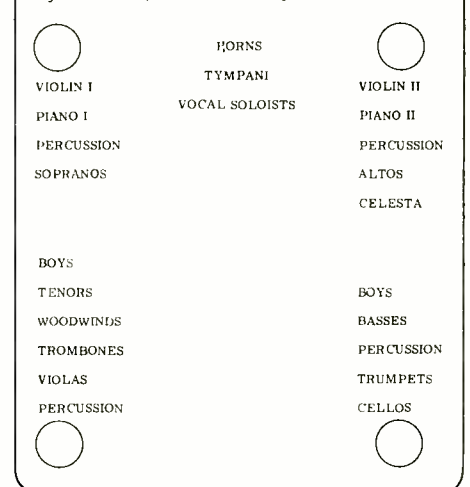 HORNS
TYMPANI
VOCAL SOLOISTS
VIOLIN I
PIANO I
PERCUSSION
SOPRANOS
VIOLIN II
PIANO II
PERCUSSION
ALTOS
CELESTA
BOYS
TENORS
WOODWINDS
TROMBONES
VIOLAS
PERCUSSION
BOYS
BASSES
PERCUSSION
TRUMPETS
CELLOS